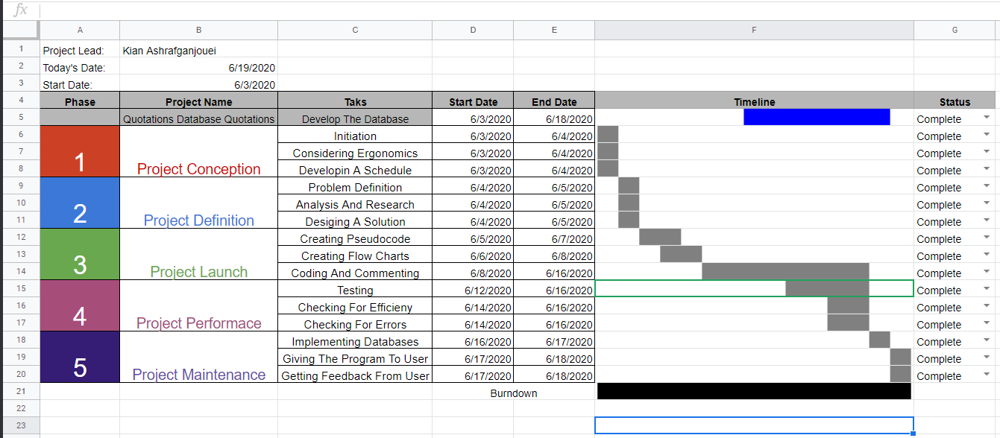 fx
A B C D E F G
1 Project Lead: Kian Ashrafganjouei
2 Today's Date: 6/19/2020
3 Start Date: 6/3/2020
4 Phase Project Name Taks Start Date End Date Timeline Status
5 Quotations Database Quotations Develop The Database 6/3/2020 6/18/2020 Complete
6 Initiation 6/3/2020 6/4/2020 Complete
7 Considering Ergonomics 6/3/2020 6/4/2020 Complete
8 1 Project Conception Developin A Schedule 6/3/2020 6/4/2020 Complete
9 Problem Definition 6/4/2020 6/5/2020 Complete
10 Analysis And Research 6/4/2020 6/5/2020 Complete
11 2 Project Definition Desiging A Solution 6/4/2020 6/5/2020 Complete
12 Creating Pseudocode 6/5/2020 6/7/2020 Complete
13 Creating Flow Charts 6/6/2020 6/8/2020 Complete
14 3 Project Launch Coding And Commenting 6/8/2020 6/16/2020 Complete
15 Testing 6/12/2020 6/16/2020 Complete
16 Checking For Efficieny 6/14/2020 6/16/2020 Complete
17 4 Project Performace Checking For Errors 6/14/2020 6/16/2020 Complete
18 Implementing Databases 6/16/2020 6/17/2020 Complete
19 Giving The Program To User 6/17/2020 6/18/2020 Complete
20 5 Project Maintenance Getting Feedback From User 6/17/2020 6/18/2020 Complete
21 Burndown
22
23